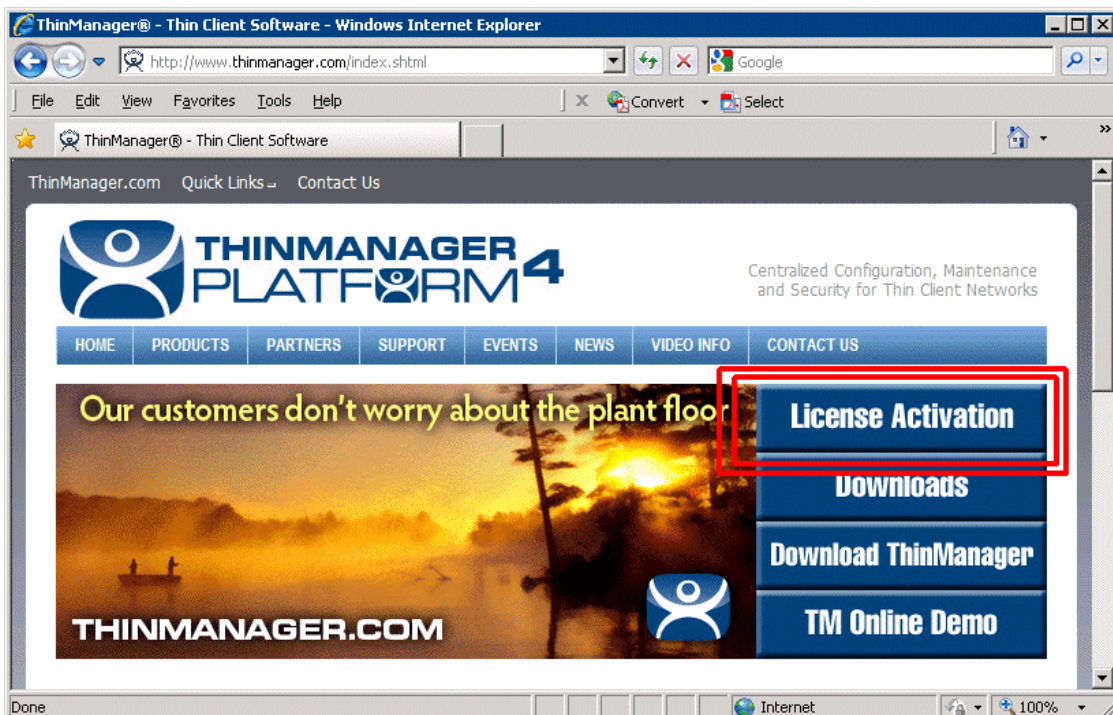 ThinManager® - Thin Client Software - Windows Internet Explorer
http://www.thinmanager.com/index.shtml
Google
File Edit View Favorites Tools Help
Convert Select
ThinManager® - Thin Client Software
ThinManager.com Quick Links Contact Us
THINMANAGER
PLATFORM 4
Centralized Configuration, Maintenance
and Security for Thin Client Networks
HOME PRODUCTS PARTNERS SUPPORT EVENTS NEWS VIDEO INFO CONTACT US
Our customers don't worry about the plant floor
License Activation
Downloads
Download ThinManager
TM Online Demo
THINMANAGER.COM
Done Internet 100%